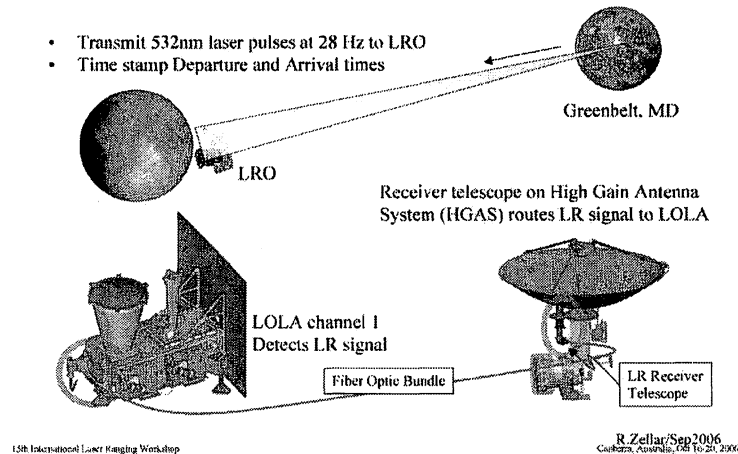 • Transmit 532nm laser pulses at 28 Hz to LRO
• Time stamp Departure and Arrival times
Greenbelt, MD
LRO
Receiver telescope on High Gain Antenna
System (HGAS) routes LR signal to LOLA
LOLA channel 1
Detects LR signal
Fiber Optic Bundle
LR Receiver
Telescope
R.Zellar/Sep2006
15th International Laser Ranging Workshop
Canberra, Australia, Oct 16-20, 2006